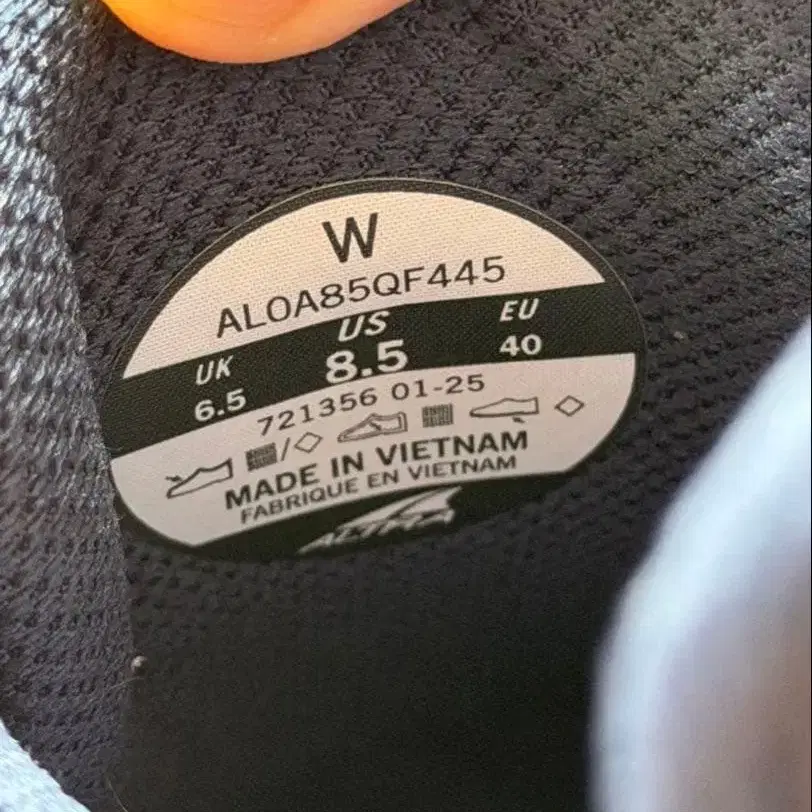 W
AL0A85QF445
UK US EU
6.5 8.5 40
721356 01-25
MADE IN VIETNAM
FABRIQUE EN VIETNAM
ALTRA